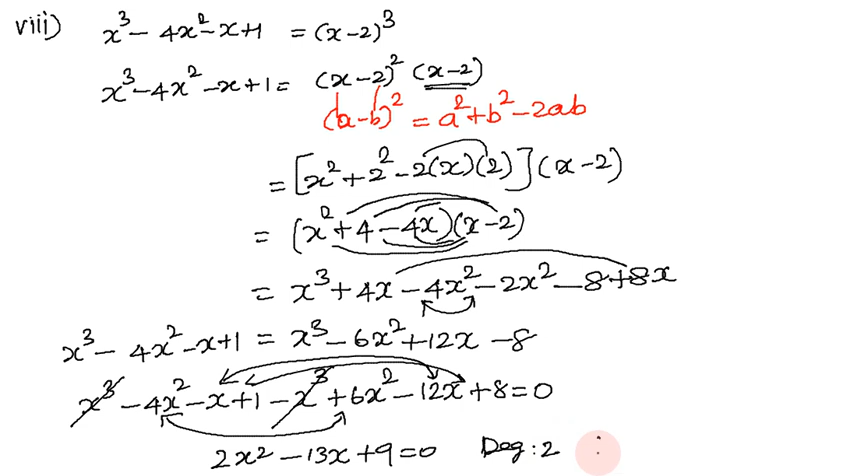 viii) x³ - 4x² - x + 1 = (x - 2)³
x³ - 4x² - x + 1 = (x - 2)² (x - 2)
(a - b)² = a² + b² - 2ab
= [x² + 2² - 2(x)(2)] (x - 2)
= (x² + 4 - 4x)(x - 2)
= x³ + 4x - 4x² - 2x² - 8 + 8x
x³ - 4x² - x + 1 = x³ - 6x² + 12x - 8
x³ - 4x² - x + 1 - x³ + 6x² - 12x + 8 = 0
2x² - 13x + 9 = 0 Deg : 2